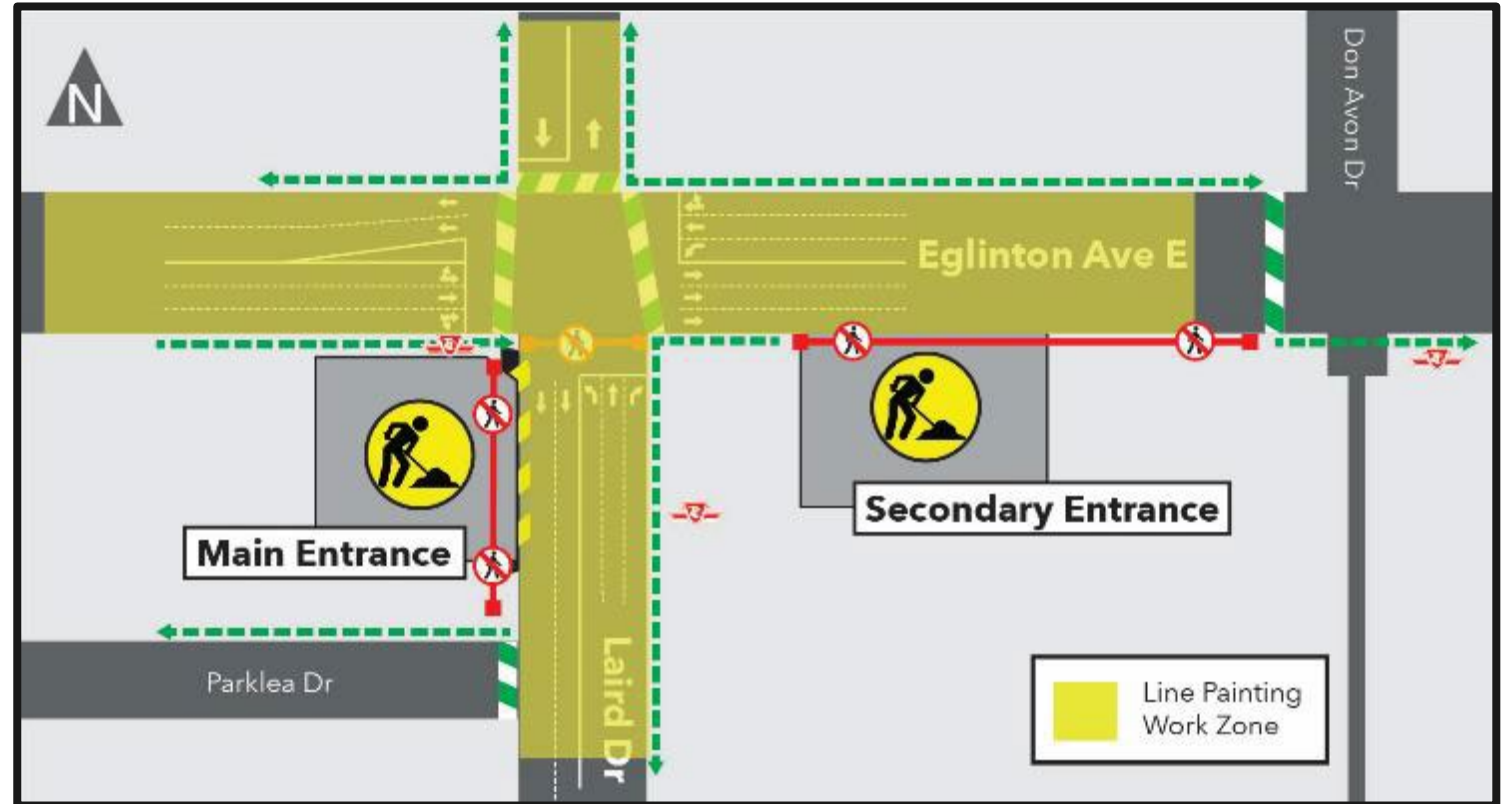 N
Don Avon Dr
Eglinton Ave E
Main Entrance
Secondary Entrance
Parklea Dr
Laird Dr
Line Painting
Work Zone